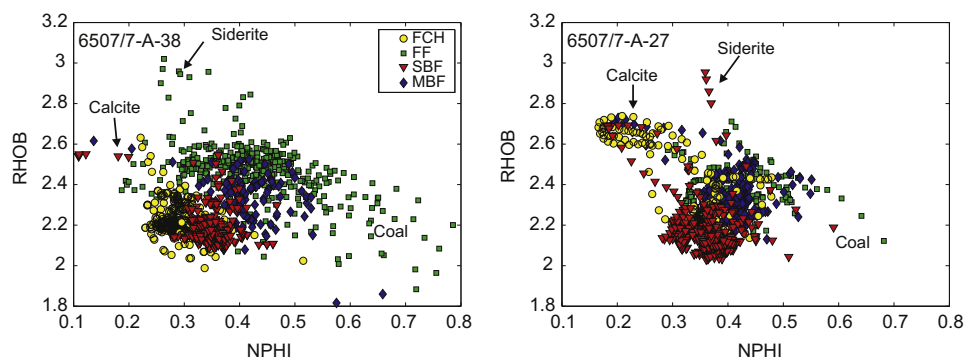 6507/7-A-38
Siderite
Calcite
Coal
FCH
FF
SBF
MBF
RHOB
3.2
3
2.8
2.6
2.4
2.2
2
1.8
0.1 0.2 0.3 0.4 0.5 0.6 0.7 0.8
NPHI
6507/7-A-27
Siderite
Calcite
Coal
RHOB
3.2
3
2.8
2.6
2.4
2.2
2
1.8
0.1 0.2 0.3 0.4 0.5 0.6 0.7 0.8
NPHI